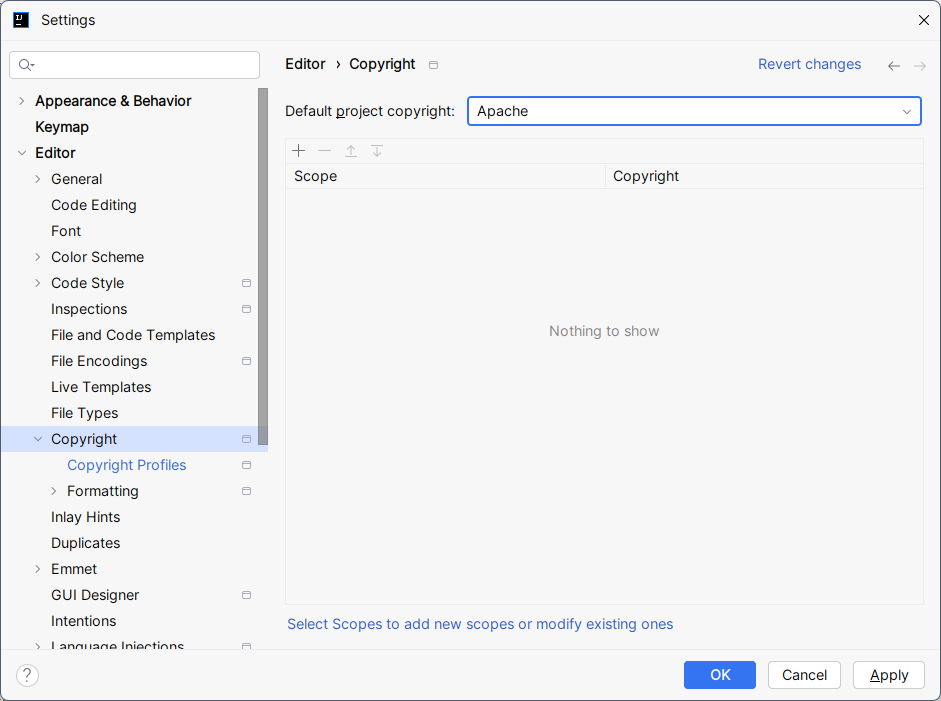 Settings
Editor › Copyright
Revert changes
Appearance & Behavior
Keymap
Editor
General
Code Editing
Font
Color Scheme
Code Style
Inspections
File and Code Templates
File Encodings
Live Templates
File Types
Copyright
Copyright Profiles
Formatting
Inlay Hints
Duplicates
Emmet
GUI Designer
Intentions
Language Injections
Default project copyright: Apache
Scope Copyright
Nothing to show
Select Scopes to add new scopes or modify existing ones
? OK Cancel Apply